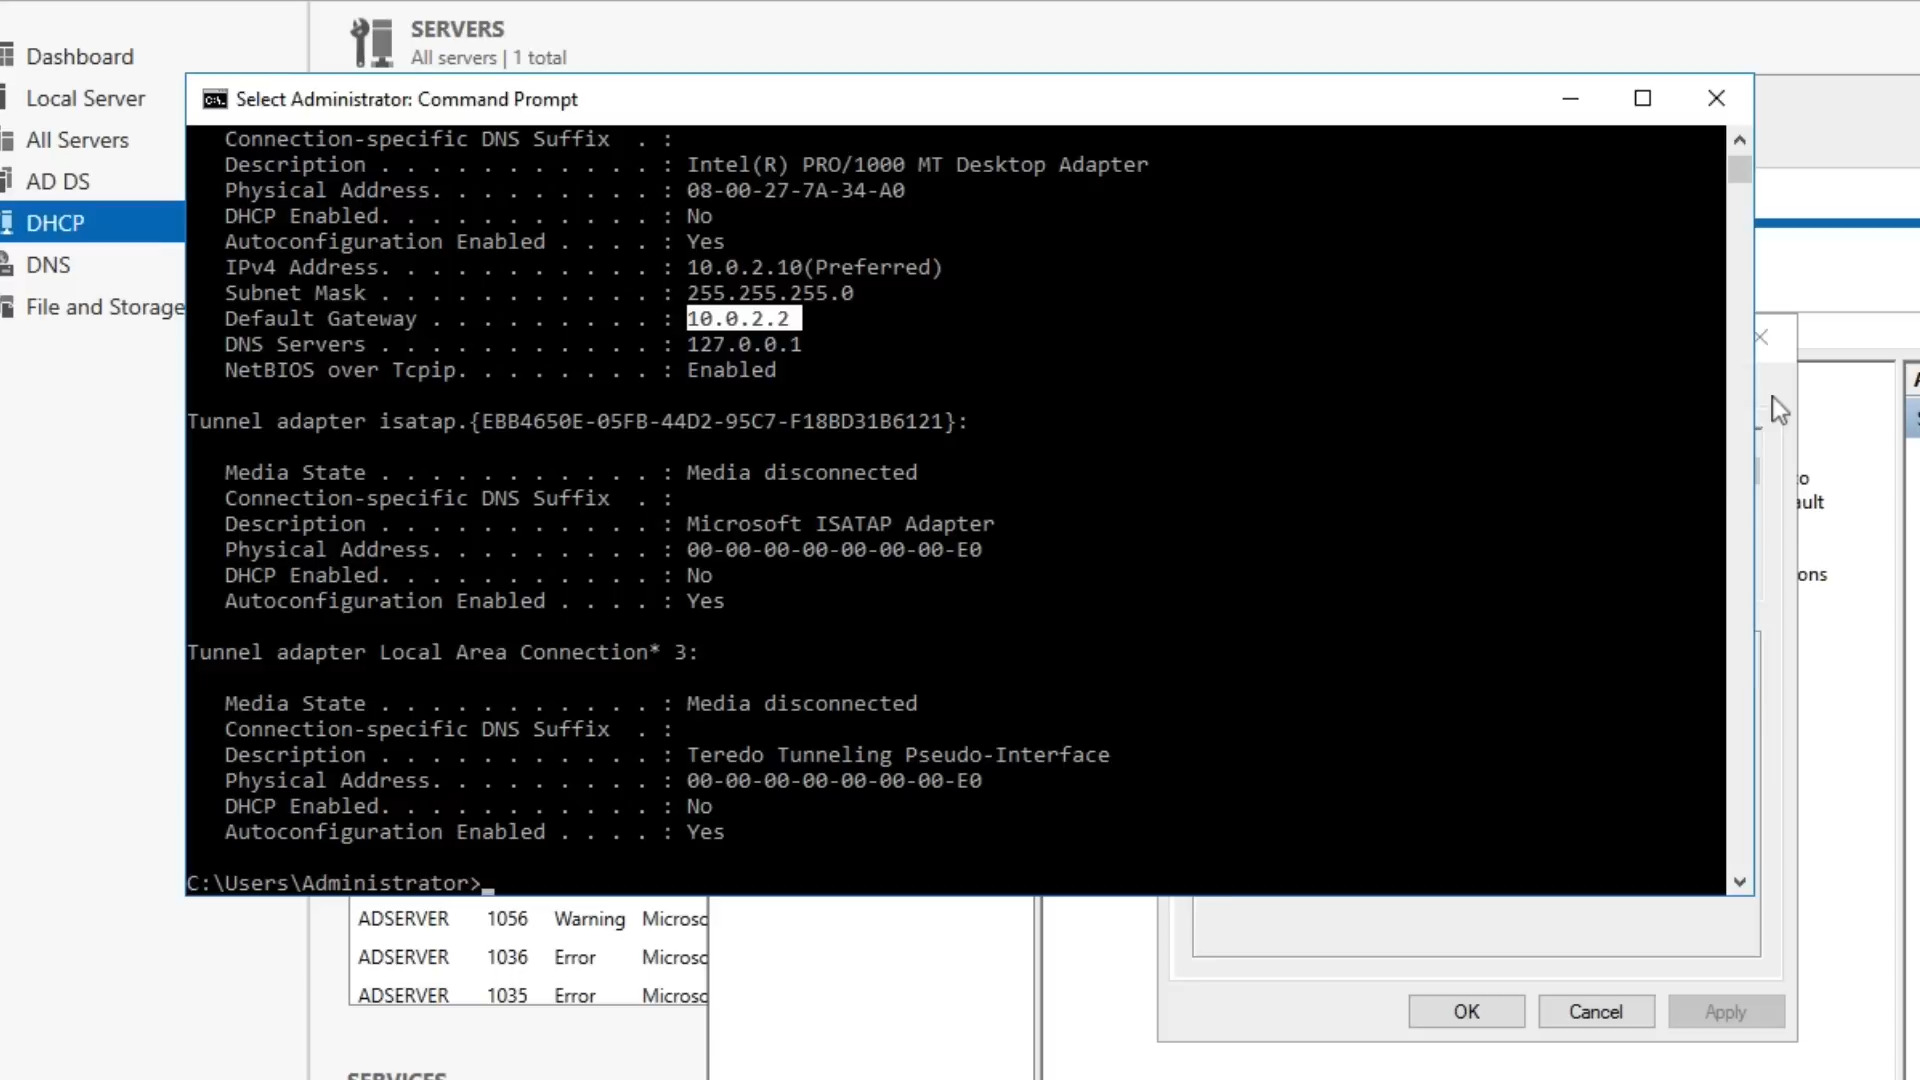 SERVERS
All servers | 1 total
Dashboard
Local Server
All Servers
AD DS
DHCP
DNS
File and Storage
Select Administrator: Command Prompt
Connection-specific DNS Suffix  . :
Description . . . . . . . . . . . : Intel(R) PRO/1000 MT Desktop Adapter
Physical Address. . . . . . . . . : 08-00-27-7A-34-A0
DHCP Enabled. . . . . . . . . . . : No
Autoconfiguration Enabled . . . . : Yes
IPv4 Address. . . . . . . . . . . : 10.0.2.10(Preferred)
Subnet Mask . . . . . . . . . . . : 255.255.255.0
Default Gateway . . . . . . . . . : 10.0.2.2
DNS Servers . . . . . . . . . . . : 127.0.0.1
NetBIOS over Tcpip. . . . . . . . : Enabled
Tunnel adapter isatap.{EBB4650E-05FB-44D2-95C7-F18BD31B6121}:
Media State . . . . . . . . . . . : Media disconnected
Connection-specific DNS Suffix  . :
Description . . . . . . . . . . . : Microsoft ISATAP Adapter
Physical Address. . . . . . . . . : 00-00-00-00-00-00-00-E0
DHCP Enabled. . . . . . . . . . . : No
Autoconfiguration Enabled . . . . : Yes
Tunnel adapter Local Area Connection* 3:
Media State . . . . . . . . . . . : Media disconnected
Connection-specific DNS Suffix  . :
Description . . . . . . . . . . . : Teredo Tunneling Pseudo-Interface
Physical Address. . . . . . . . . : 00-00-00-00-00-00-00-E0
DHCP Enabled. . . . . . . . . . . : No
Autoconfiguration Enabled . . . . : Yes
C:\Users\Administrator>
ault
ons
ADSERVER 1056 Warning Microso
ADSERVER 1036 Error Microso
ADSERVER 1035 Error Microso
OK Cancel Apply
SERVICES